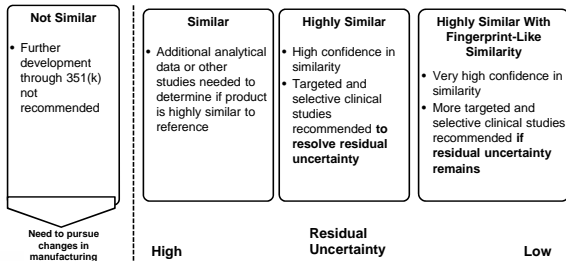 Not Similar
• Further
development
through 351(k)
not
recommended
Need to pursue
changes in
manufacturing
Similar
• Additional analytical
data or other
studies needed to
determine if product
is highly similar to
reference
Highly Similar
• High confidence in
similarity
• Targeted and
selective clinical
studies
recommended to
resolve residual
uncertainty
Highly Similar With
Fingerprint-Like
Similarity
• Very high confidence in
similarity
• More targeted and
selective clinical studies
recommended if
residual uncertainty
remains
High
Residual
Uncertainty
Low